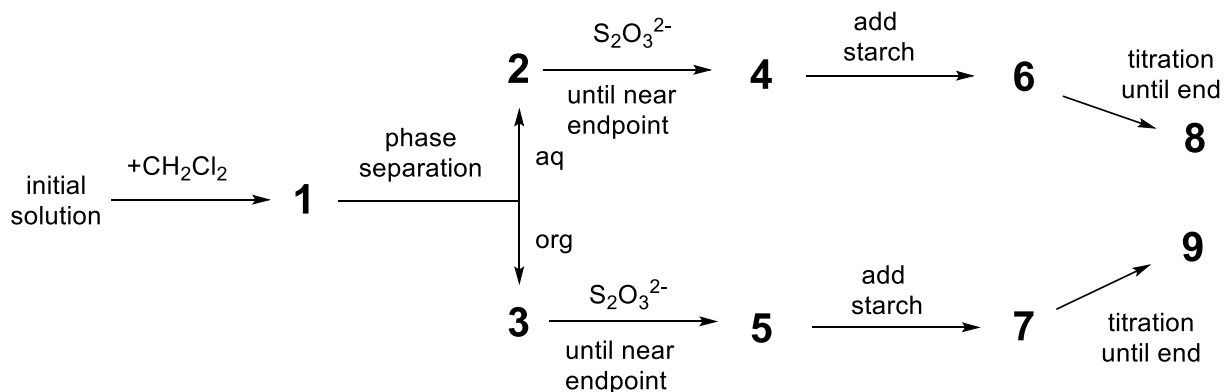 initial
solution
+CH₂Cl₂
1
phase
separation
aq
org
2
S₂O₃²⁻
until near
endpoint
4
add
starch
6
titration
until end
8
3
S₂O₃²⁻
until near
endpoint
5
add
starch
7
titration
until end
9